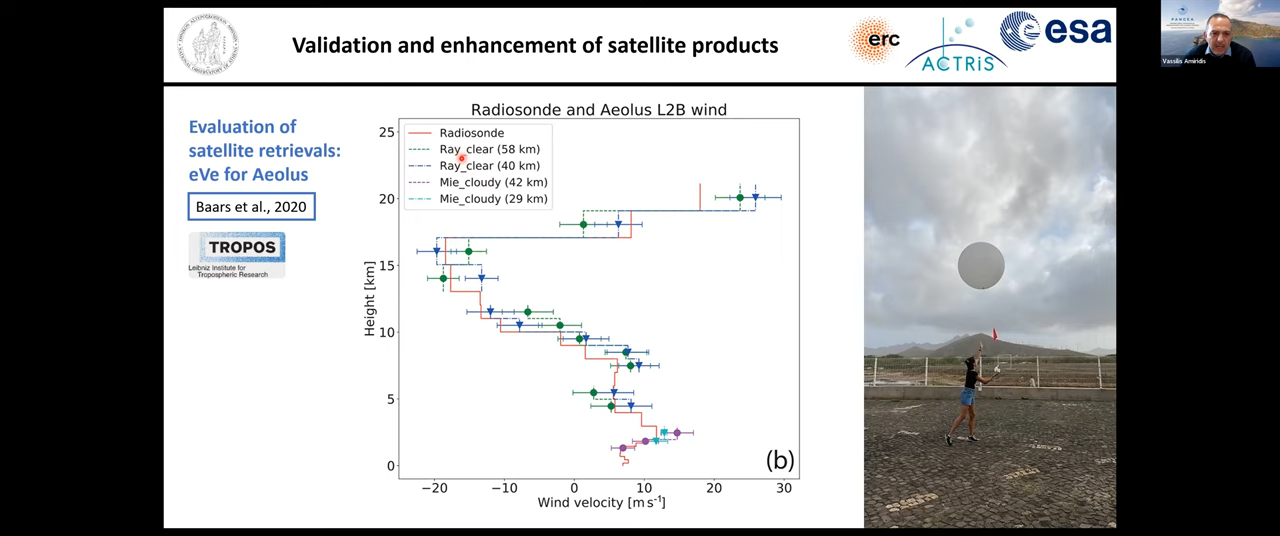 Validation and enhancement of satellite products
erc
ACTRiS
esa
PANGEA
Vassilis Amiridis
Evaluation of
satellite retrievals:
eVe for Aeolus
Baars et al., 2020
TROPOS
Leibniz Institute for
Tropospheric Research
Radiosonde and Aeolus L2B wind
Radiosonde
Ray_clear (58 km)
Ray_clear (40 km)
Mie_cloudy (42 km)
Mie_cloudy (29 km)
Height [km]
25
20
15
10
5
0
(b)
−20 −10 0 10 20 30
Wind velocity [m s⁻¹]